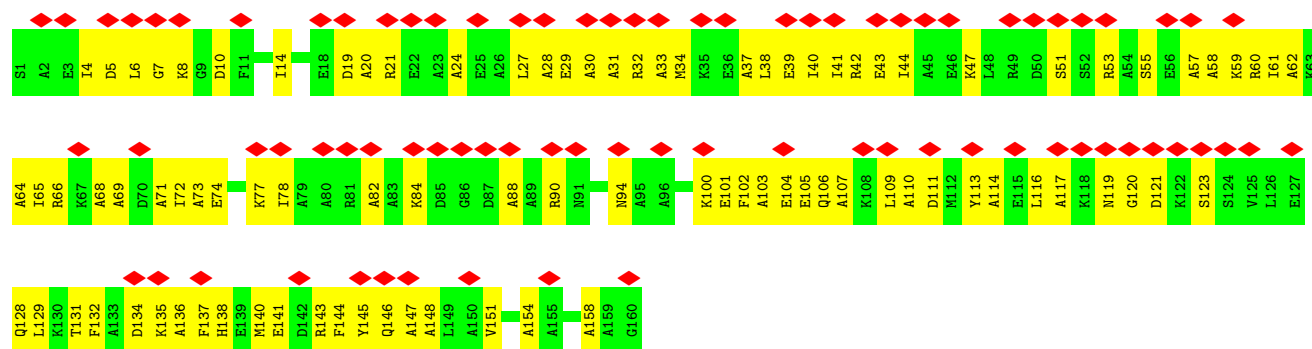 S1 A2 E3 I4 D5 L6 G7 K8 G9 D10 F11 I14 E18 D19 A20 R21 E22 A23 A24 E25 A26 L27 A28 E29 A30 A31 R32 A33 M34 K35 E36 A37 L38 E39 I40 I41 R42 E43 I44 A45 E46 K47 L48 R49 D50 S51 S52 R53 A54 S55 E56 A57 A58 K59 R60 I61 A62 K63
A64 I65 R66 K67 A68 A69 D70 A71 I72 A73 E74 K77 I78 A79 A80 R81 A82 A83 K84 D85 G86 D87 A88 A89 R90 N91 N94 A95 A96 K100 E101 F102 A103 E104 E105 Q106 A107 K108 L109 A110 D111 M112 Y113 A114 E115 L116 A117 K118 N119 G120 D121 K122 S123 S124 V125 L126 E127
Q128 L129 K130 T131 F132 A133 D134 K135 A136 F137 H138 E139 M140 E141 D142 R143 F144 Y145 Q146 A147 A148 L149 A150 V151 A154 A155 A158 A159 G160